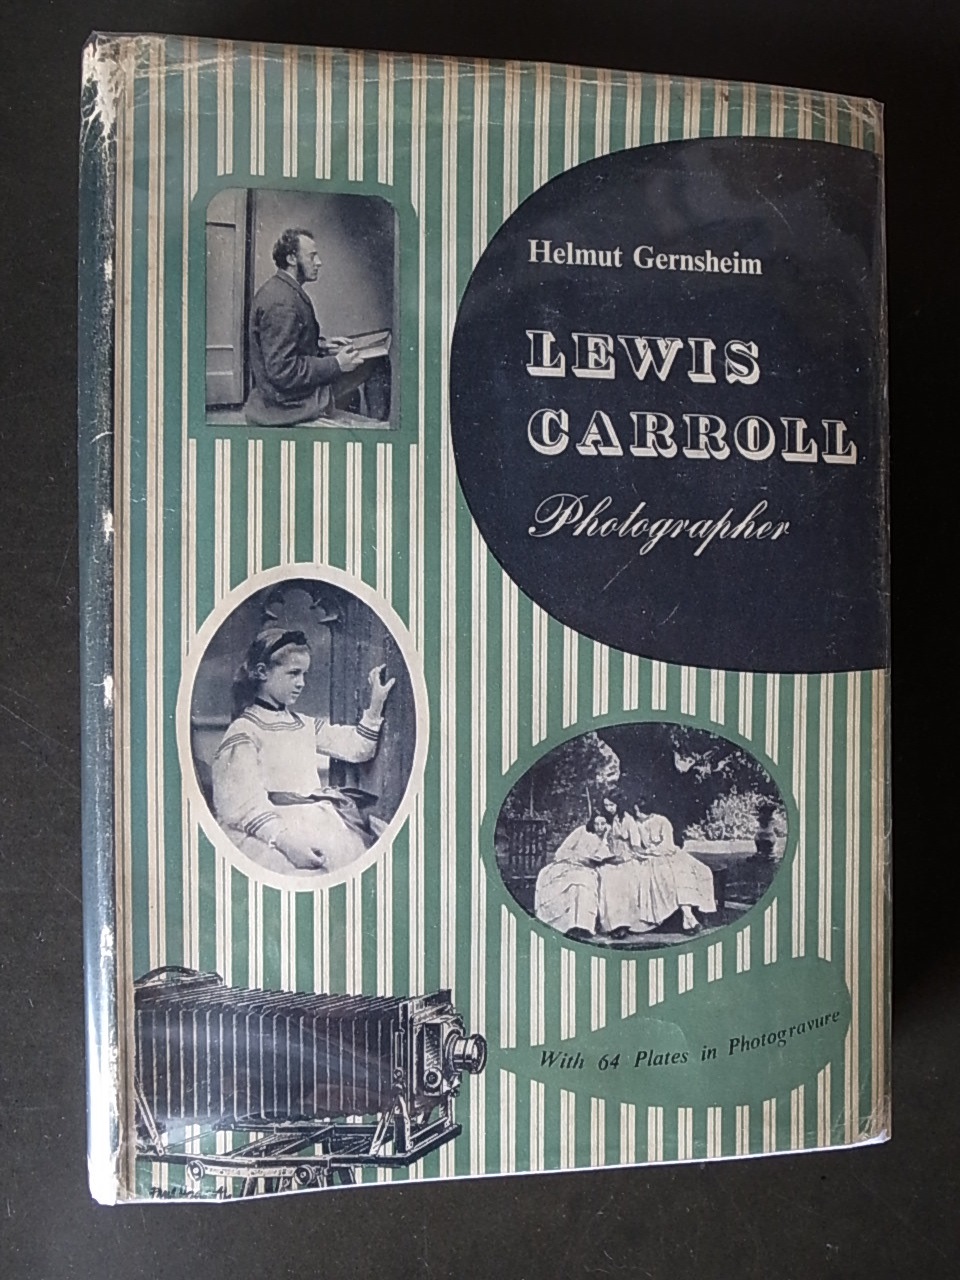 Helmut Gernsheim
LEWIS
CARROLL
Photographer
With 64 Plates in Photogravure